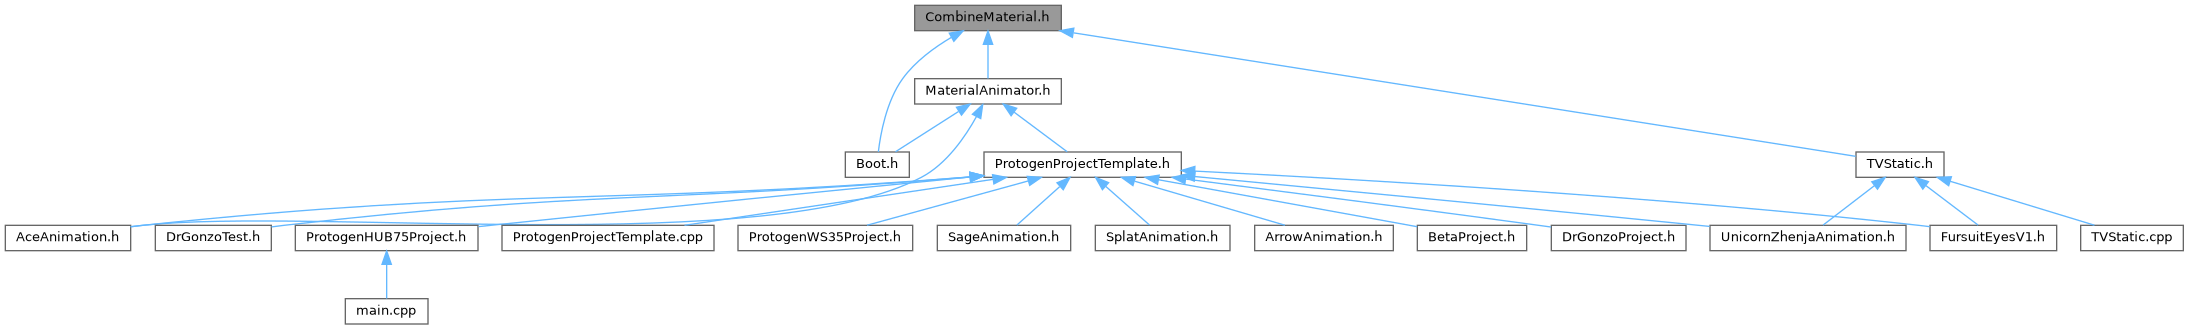 CombineMaterial.h
MaterialAnimator.h
Boot.h
ProtogenProjectTemplate.h
TVStatic.h
AceAnimation.h
DrGonzoTest.h
ProtogenHUB75Project.h
ProtogenProjectTemplate.cpp
ProtogenWS35Project.h
SageAnimation.h
SplatAnimation.h
ArrowAnimation.h
BetaProject.h
DrGonzoProject.h
UnicornZhenjaAnimation.h
FursuitEyesV1.h
TVStatic.cpp
main.cpp